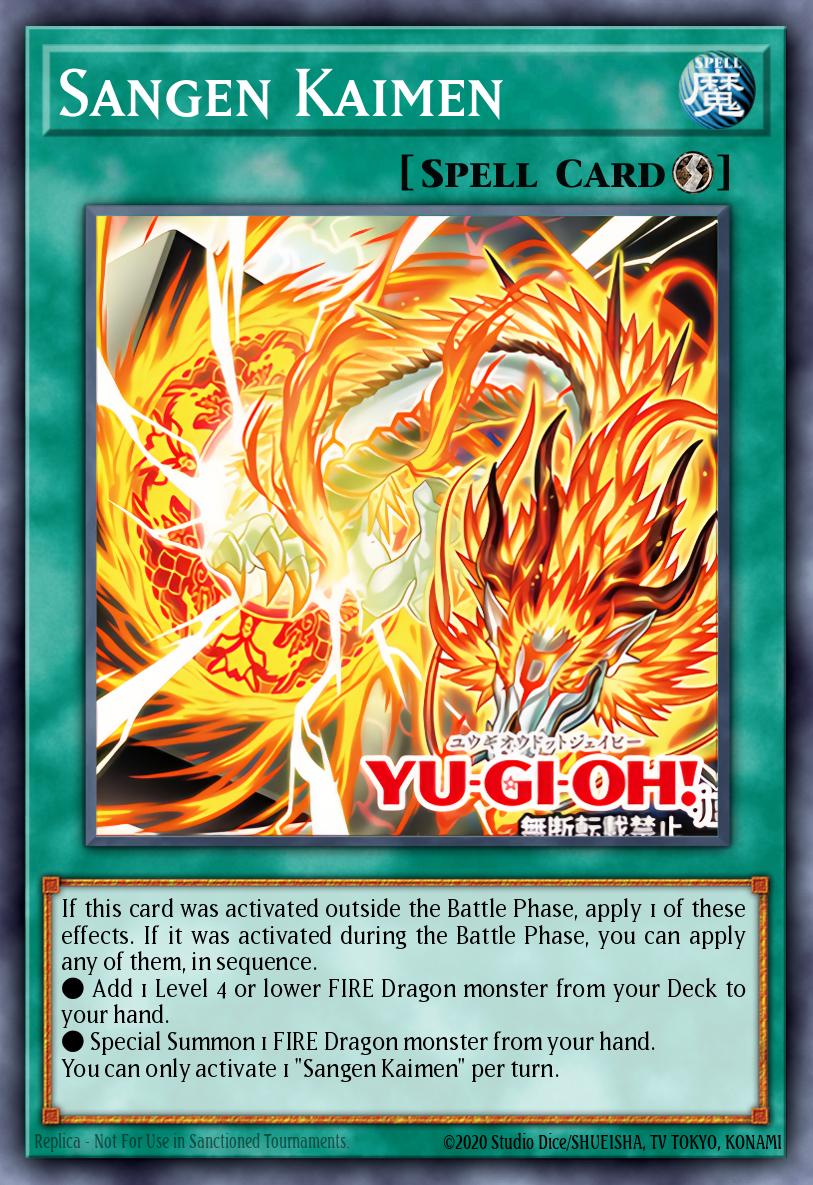 Sangen Kaimen
SPELL
魔
[Spell Card]
ユウギオウドットジェイピー
YU-GI-OH!
無断転載禁止
If this card was activated outside the Battle Phase, apply 1 of these
effects. If it was activated during the Battle Phase, you can apply
any of them, in sequence.
● Add 1 Level 4 or lower FIRE Dragon monster from your Deck to
your hand.
● Special Summon 1 FIRE Dragon monster from your hand.
You can only activate 1 "Sangen Kaimen" per turn.
Replica - Not For Use in Sanctioned Tournaments.
©2020 Studio Dice/SHUEISHA, TV TOKYO, KONAMI